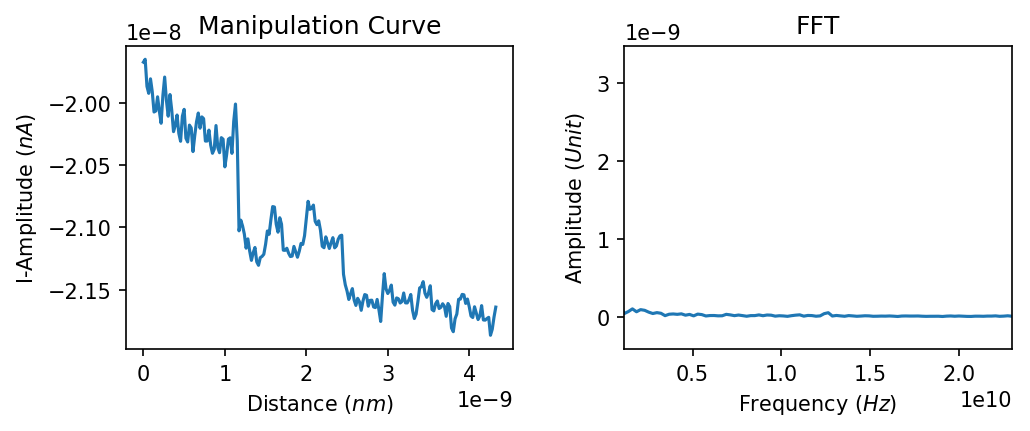 Manipulation Curve
1e−8
−2.00
−2.05
−2.10
−2.15
I-Amplitude (nA)
0 1 2 3 4
1e−9
Distance (nm)
FFT
1e−9
3
2
1
0
Amplitude (Unit)
0.5 1.0 1.5 2.0
1e10
Frequency (Hz)